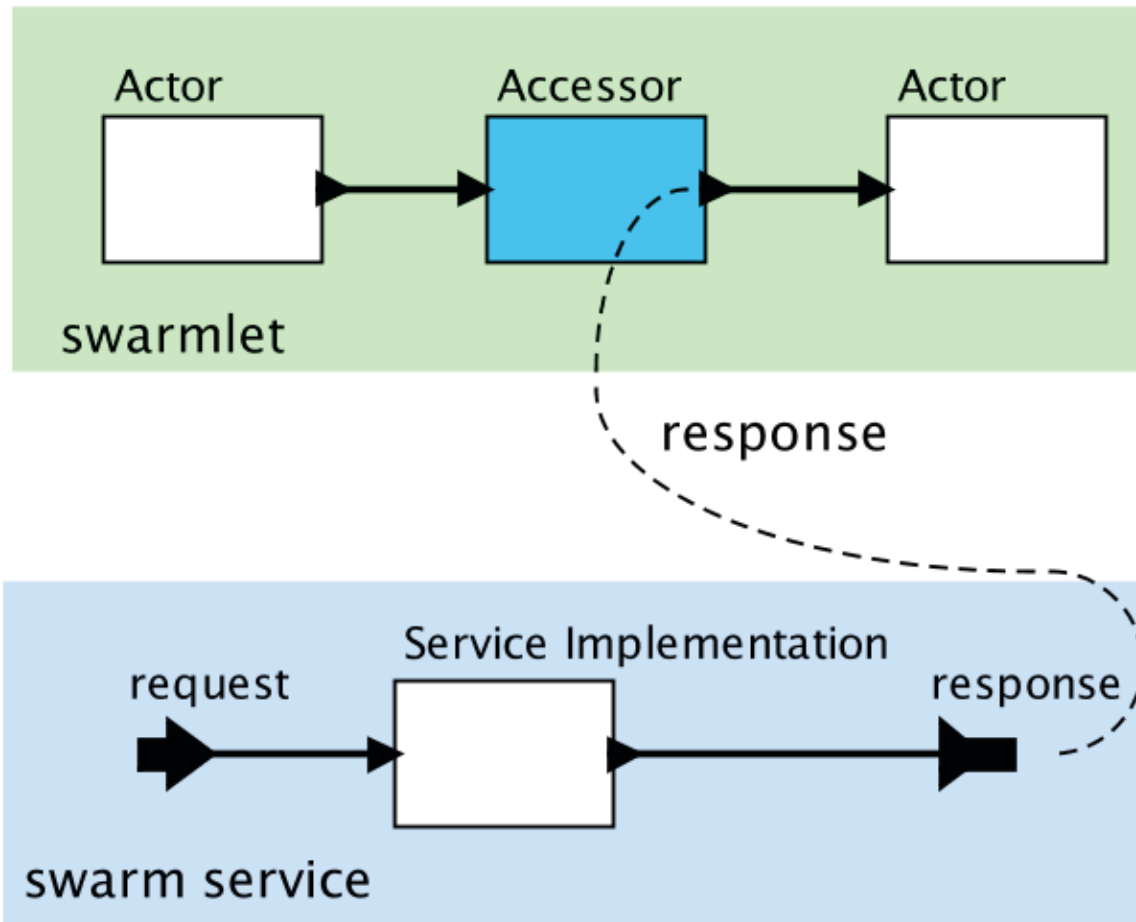 Actor
Accessor
Actor
swarmlet
response
Service Implementation
request
response
swarm service